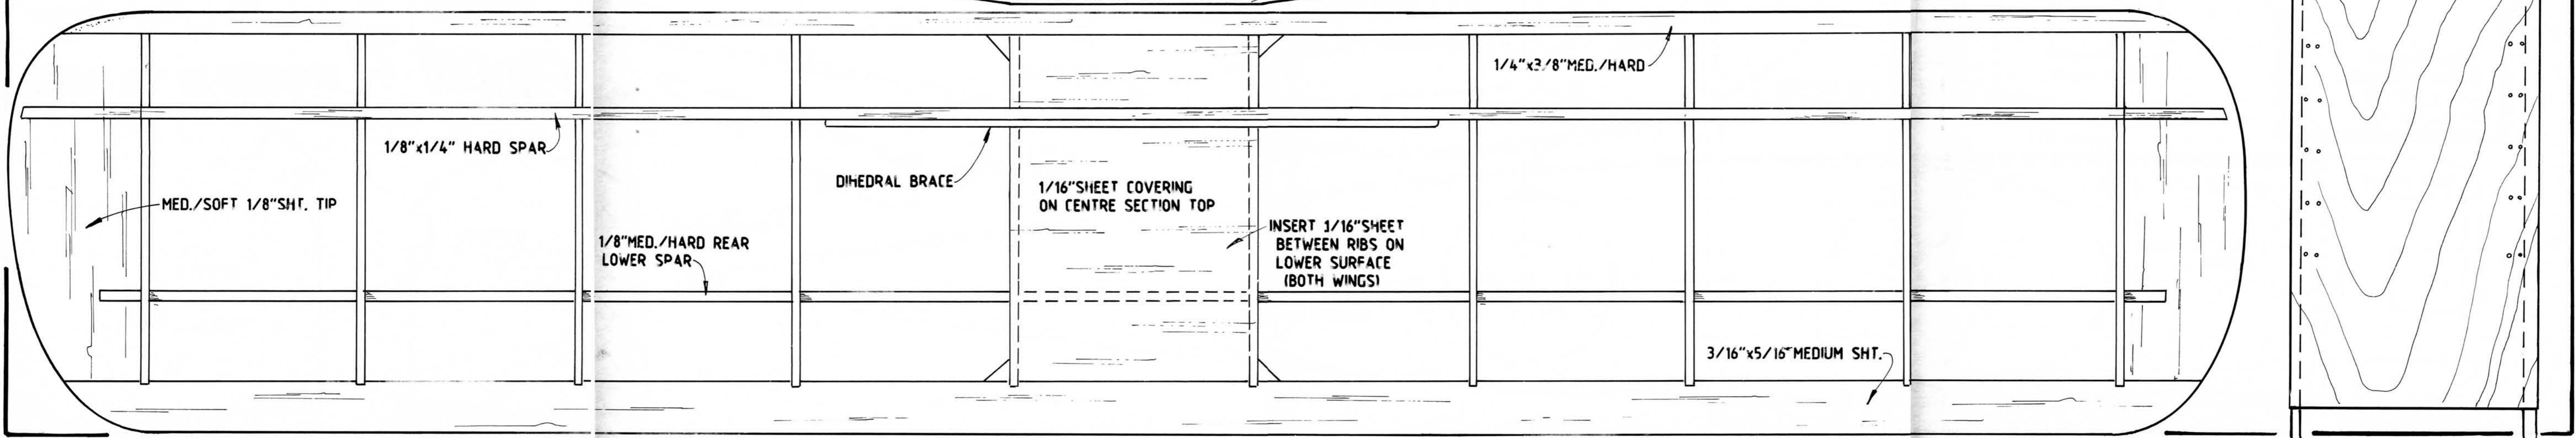 1/4"x3/8"MED./HARD
1/8"x1/4" HARD SPAR
DIHEDRAL BRACE
1/16"SHEET COVERING
ON CENTRE SECTION TOP
MED./SOFT 1/8"SHT. TIP
INSERT 1/16"SHEET
BETWEEN RIBS ON
LOWER SURFACE
(BOTH WINGS)
1/8"MED./HARD REAR
LOWER SPAR
3/16"x5/16"MEDIUM SHT.